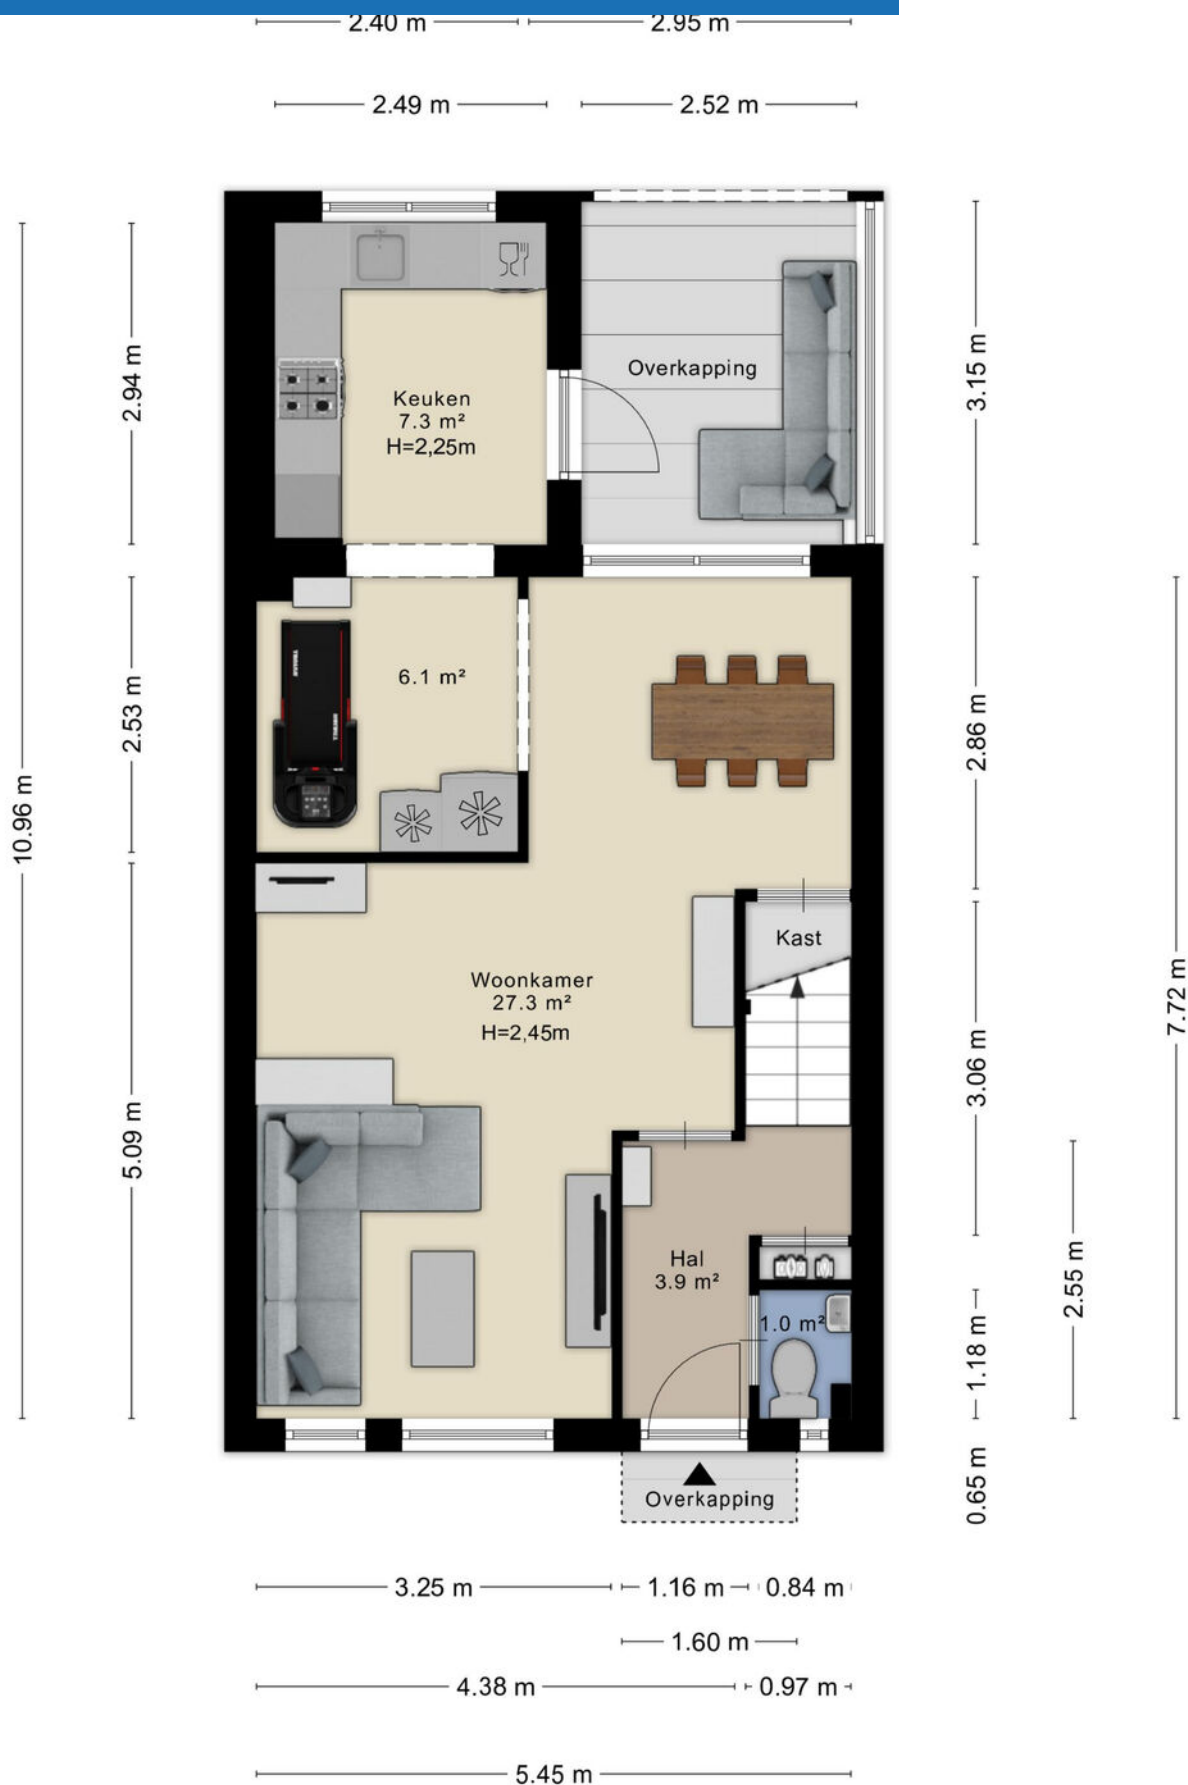 2.40 m
2.95 m
2.49 m
2.52 m
Keuken
7.3 m²
H=2,25m
Overkapping
2.94 m
3.15 m
6.1 m²
2.53 m
2.86 m
10.96 m
Kast
Woonkamer
27.3 m²
H=2,45m
7.72 m
3.06 m
5.09 m
Hal
3.9 m²
2.55 m
1.0 m²
1.18 m
0.65 m
Overkapping
3.25 m
1.16 m
0.84 m
1.60 m
4.38 m
0.97 m
5.45 m